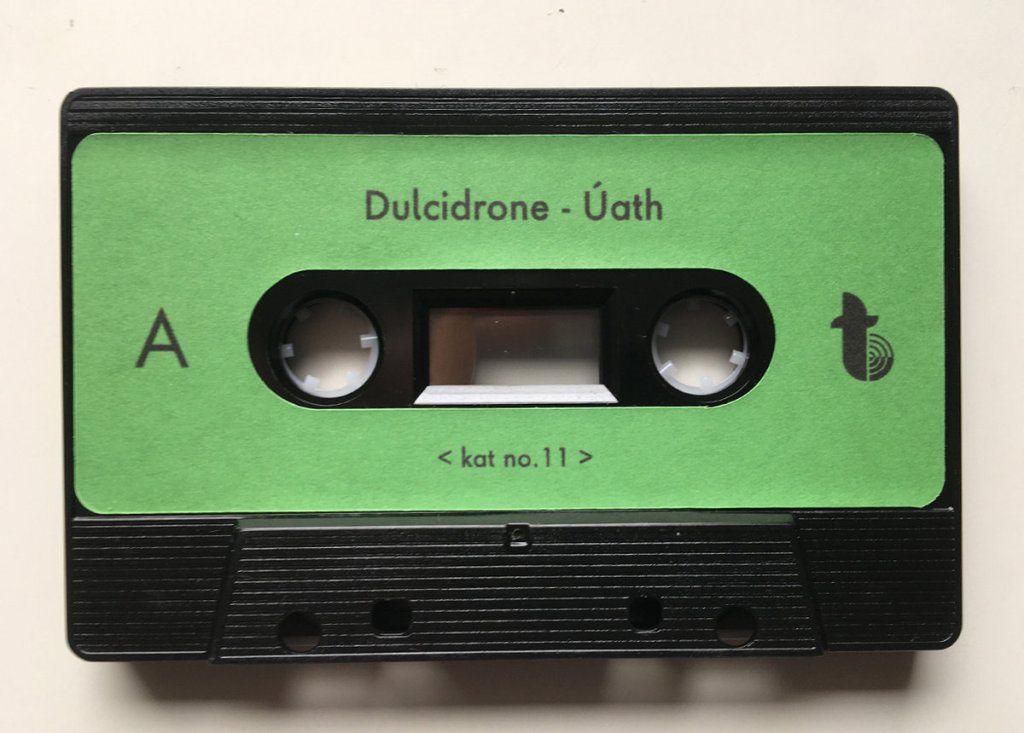 Dulcidrone - Úath
A
t
< kat no.11 >